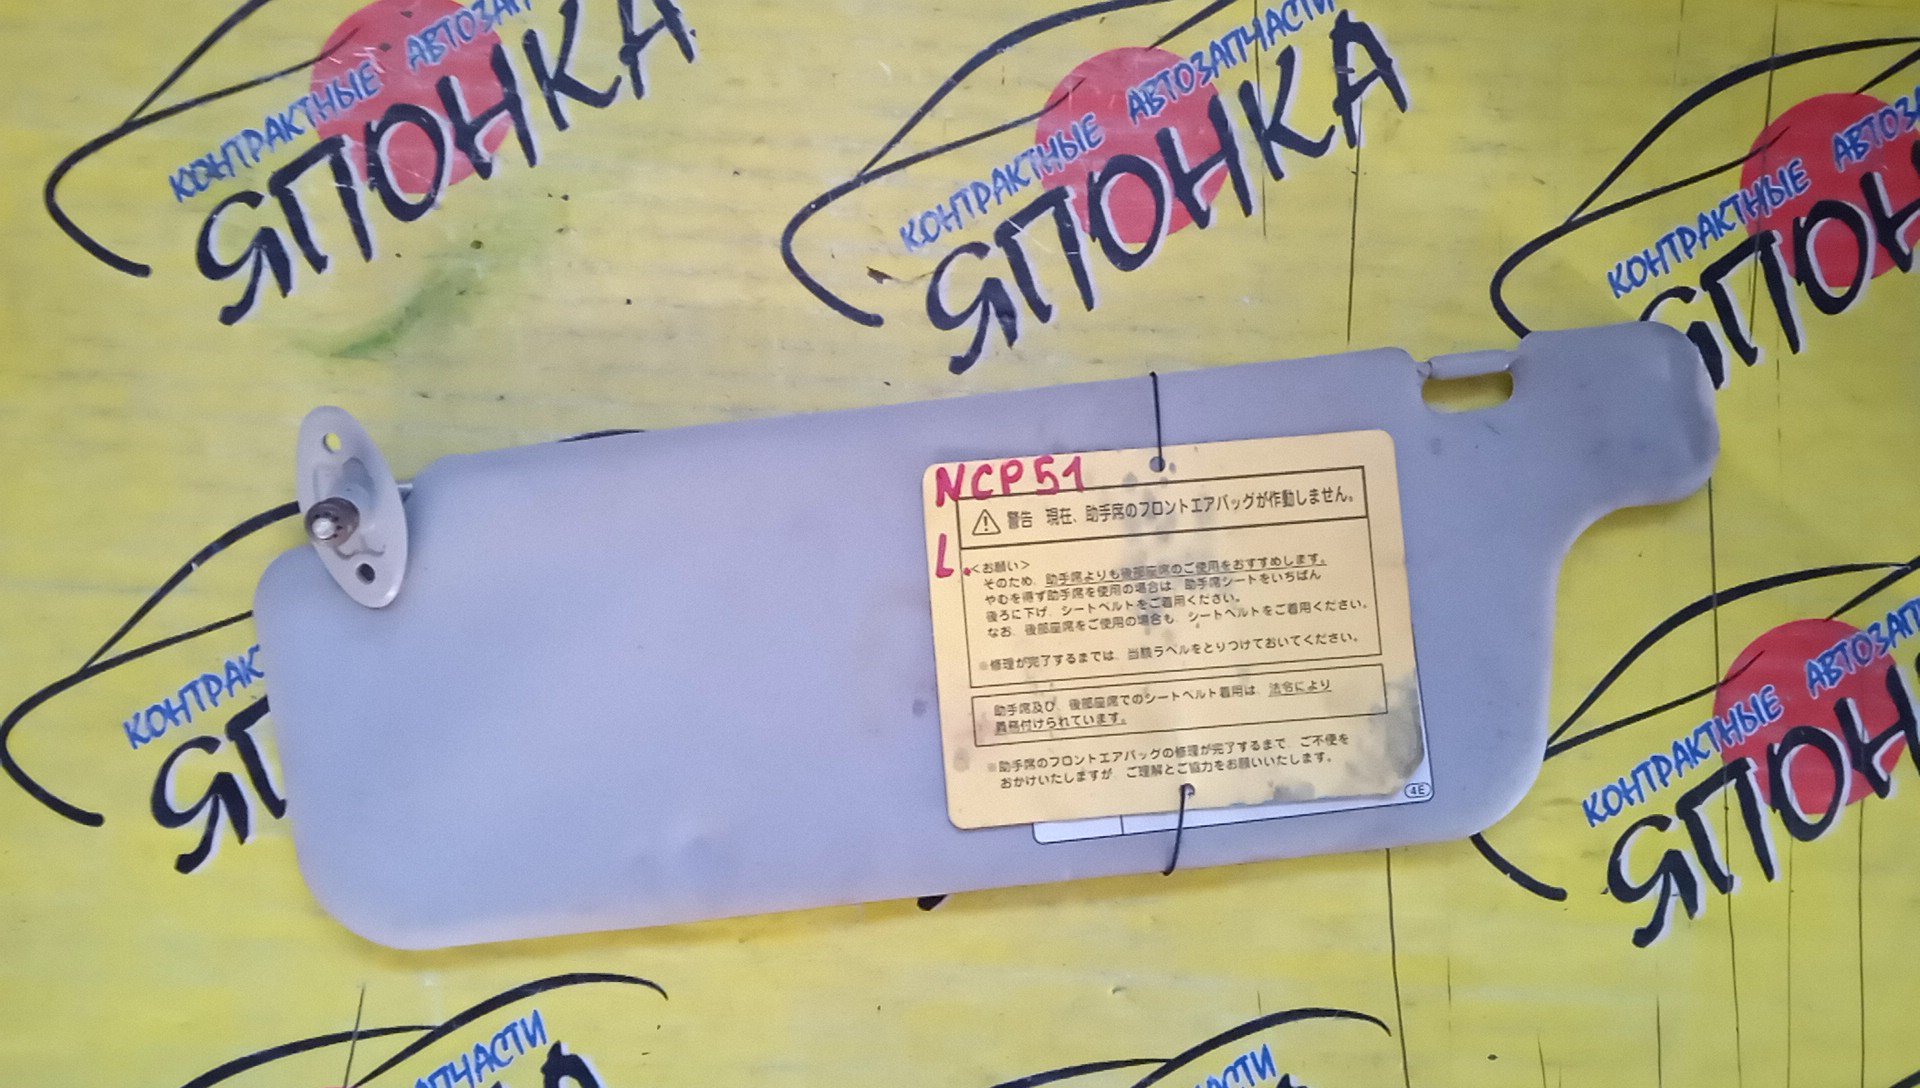 КОНТРАКТНЫЕ АВТОЗАП
ЯПОНКА
КОНТРАКТНЫЕ АВТОЗАПЧАСТИ
ЯПОНКА
КОНТРАКТНЫЕ АВТОЗА
ЯПОН
NCP51
L.
警告 現在、助手席のフロントエアバッグが作動しません。
<お願い>
そのため、助手席よりも後部座席のご使用をおすすめします。
やむを得ず助手席を使用の場合は、助手席シートをいちばん
後ろに下げ、シートベルトをご着用ください。
なお、後部座席をご使用の場合も、シートベルトをご着用ください。
※修理が完了するまでは、当該ラベルをとりつけておいてください。
助手席及び、後部座席でのシートベルト着用は、法令により
義務付けられています。
※助手席のフロントエアバッグの修理が完了するまで、ご不便を
おかけいたしますが、ご理解とご協力をお願いいたします。
4E
КОНТРАК
ЯП
КОНТРАКТНЫЕ АВТОЗАП
ЯПОН
ПЧАСТИ
А
ЧАСТИ